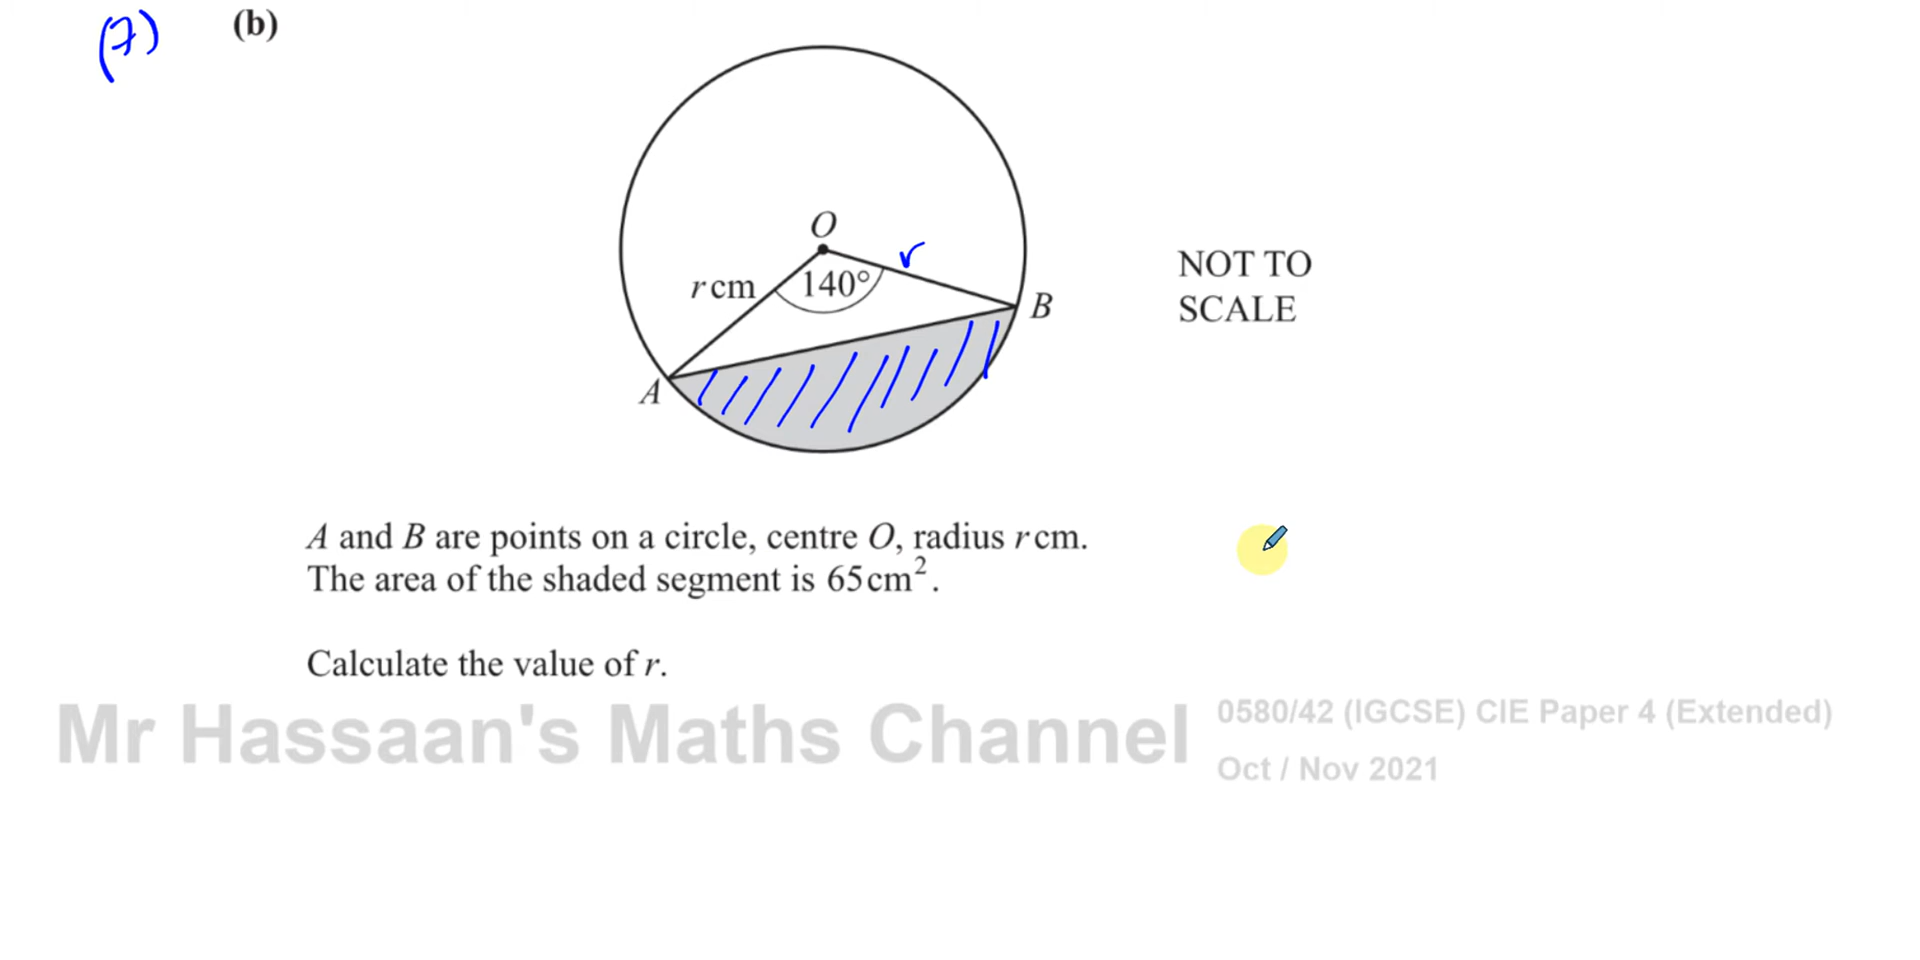 (7)
(b)
O
r
r cm
140°
B
A
NOT TO
SCALE
A and B are points on a circle, centre O, radius r cm.
The area of the shaded segment is 65 cm².
Calculate the value of r.
Mr Hassaan's Maths Channel
0580/42 (IGCSE) CIE Paper 4 (Extended)
Oct / Nov 2021